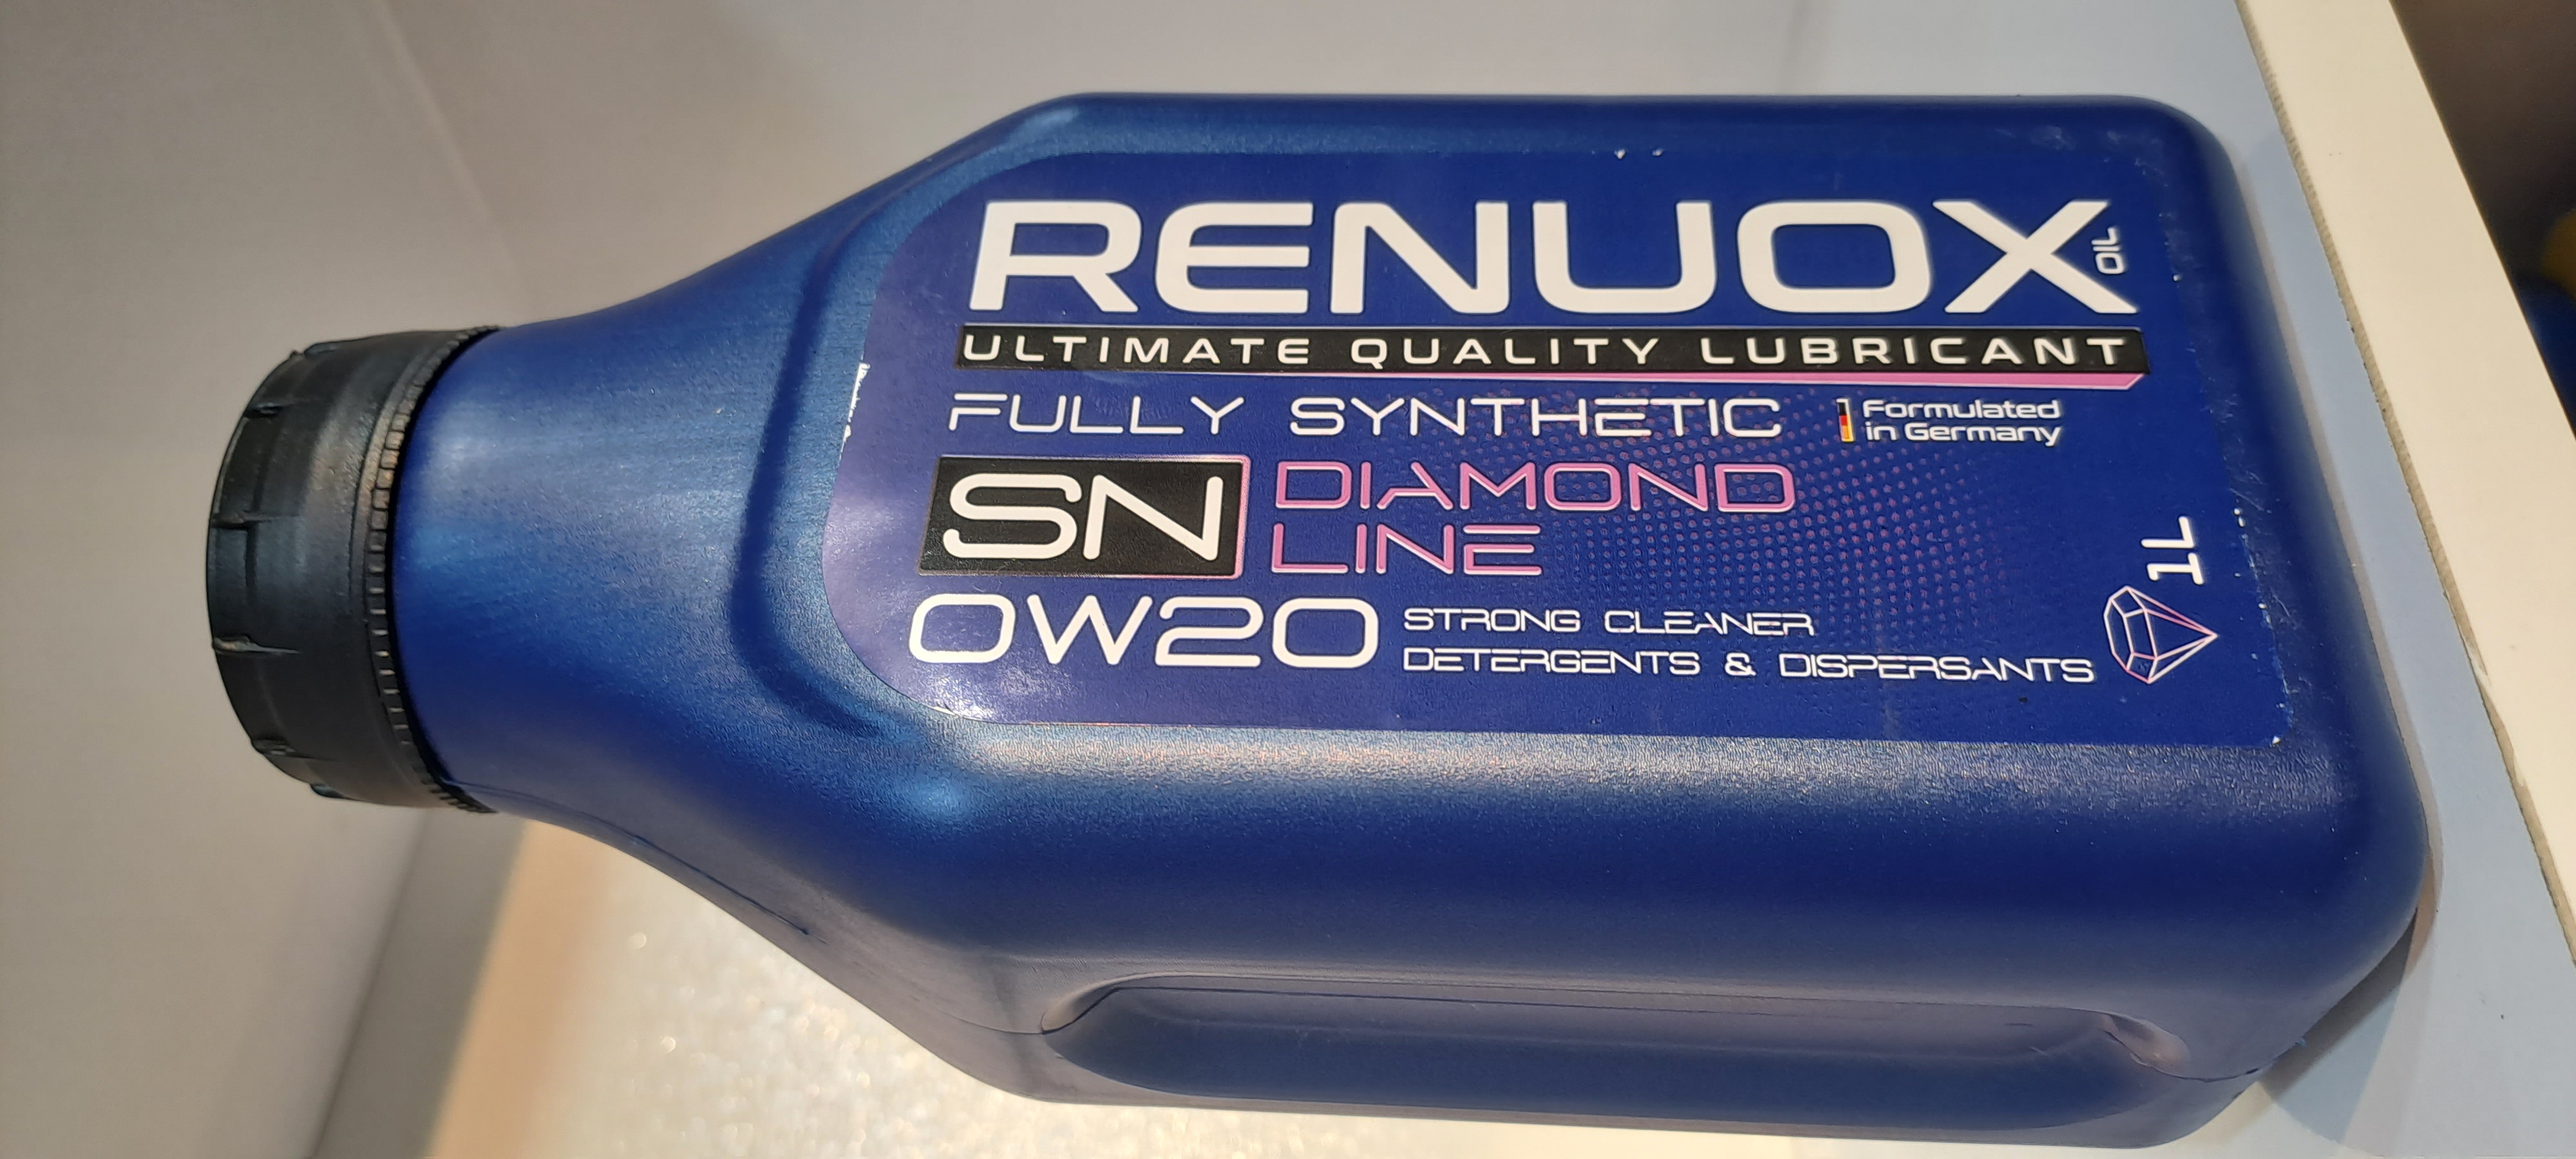 RENUOX OIL
ULTIMATE QUALITY LUBRICANT
FULLY SYNTHETIC
Formulated
in Germany
SN
DIAMOND
LINE
0W20
STRONG CLEANER
DETERGENTS & DISPERSANTS
1L